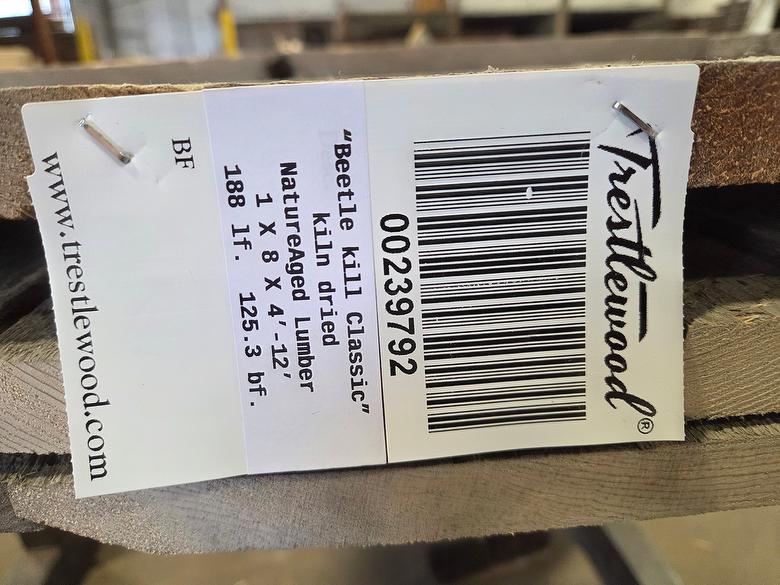 Trestlewood®
00239792
"Beetle kill Classic"
kiln dried
NatureAged Lumber
1 X 8 X 4'-12'
188 lf. 125.3 bf.
BF
www.trestlewood.com